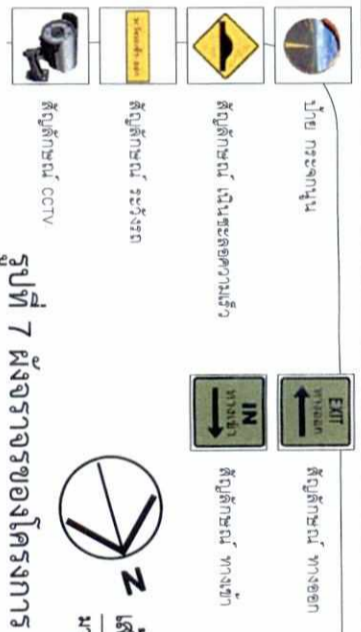 ป้าย กระจกนูน
สัญลักษณ์ เนินชะลอความเร็ว
สัญลักษณ์ ระวังรถ
สัญลักษณ์ CCTV
EXIT
ทางออก
สัญลักษณ์ ทางออก
IN
ทางเข้า
สัญลักษณ์ ทางเข้า
N
รูปที่ 7 ผังจราจรของโครงการ